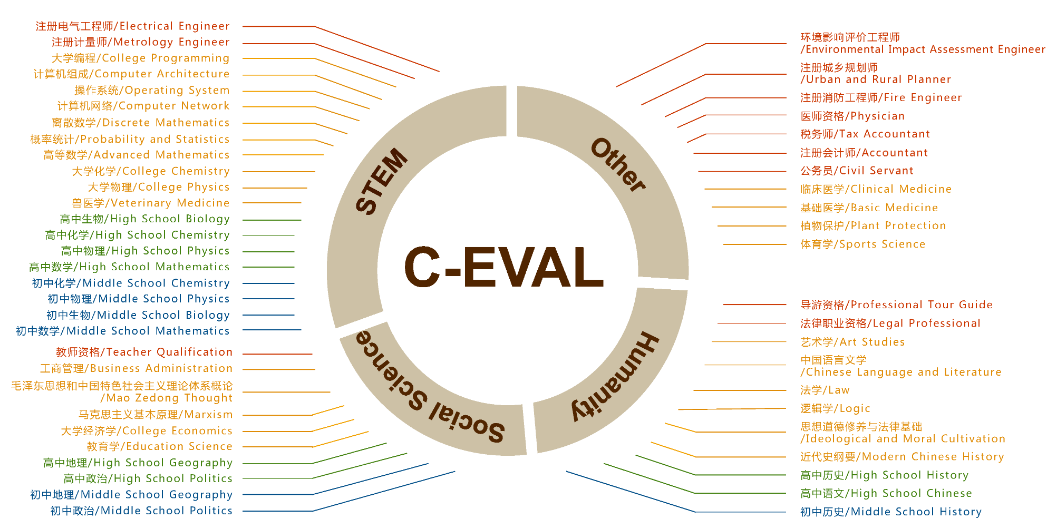 注册电气工程师/Electrical Engineer
注册计量师/Metrology Engineer
大学编程/College Programming
计算机组成/Computer Architecture
操作系统/Operating System
计算机网络/Computer Network
离散数学/Discrete Mathematics
概率统计/Probability and Statistics
高等数学/Advanced Mathematics
大学化学/College Chemistry
大学物理/College Physics
兽医学/Veterinary Medicine
高中生物/High School Biology
高中化学/High School Chemistry
高中物理/High School Physics
高中数学/High School Mathematics
初中化学/Middle School Chemistry
初中物理/Middle School Physics
初中生物/Middle School Biology
初中数学/Middle School Mathematics
教师资格/Teacher Qualification
工商管理/Business Administration
毛泽东思想和中国特色社会主义理论体系概论
/Mao Zedong Thought
马克思主义基本原理/Marxism
大学经济学/College Economics
教育学/Education Science
高中地理/High School Geography
高中政治/High School Politics
初中地理/Middle School Geography
初中政治/Middle School Politics
STEM
Other
C-EVAL
Social Science
Humanity
环境影响评价工程师
/Environmental Impact Assessment Engineer
注册城乡规划师
/Urban and Rural Planner
注册消防工程师/Fire Engineer
医师资格/Physician
税务师/Tax Accountant
注册会计师/Accountant
公务员/Civil Servant
临床医学/Clinical Medicine
基础医学/Basic Medicine
植物保护/Plant Protection
体育学/Sports Science
导游资格/Professional Tour Guide
法律职业资格/Legal Professional
艺术学/Art Studies
中国语言文学
/Chinese Language and Literature
法学/Law
逻辑学/Logic
思想道德修养与法律基础
/Ideological and Moral Cultivation
近代史纲要/Modern Chinese History
高中历史/High School History
高中语文/High School Chinese
初中历史/Middle School History